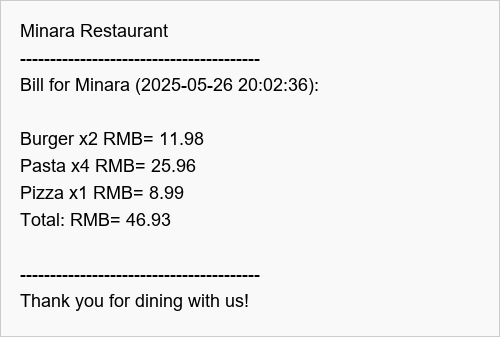 Minara Restaurant
----------------------------------------
Bill for Minara (2025-05-26 20:02:36):
Burger x2 RMB= 11.98
Pasta x4 RMB= 25.96
Pizza x1 RMB= 8.99
Total: RMB= 46.93
----------------------------------------
Thank you for dining with us!